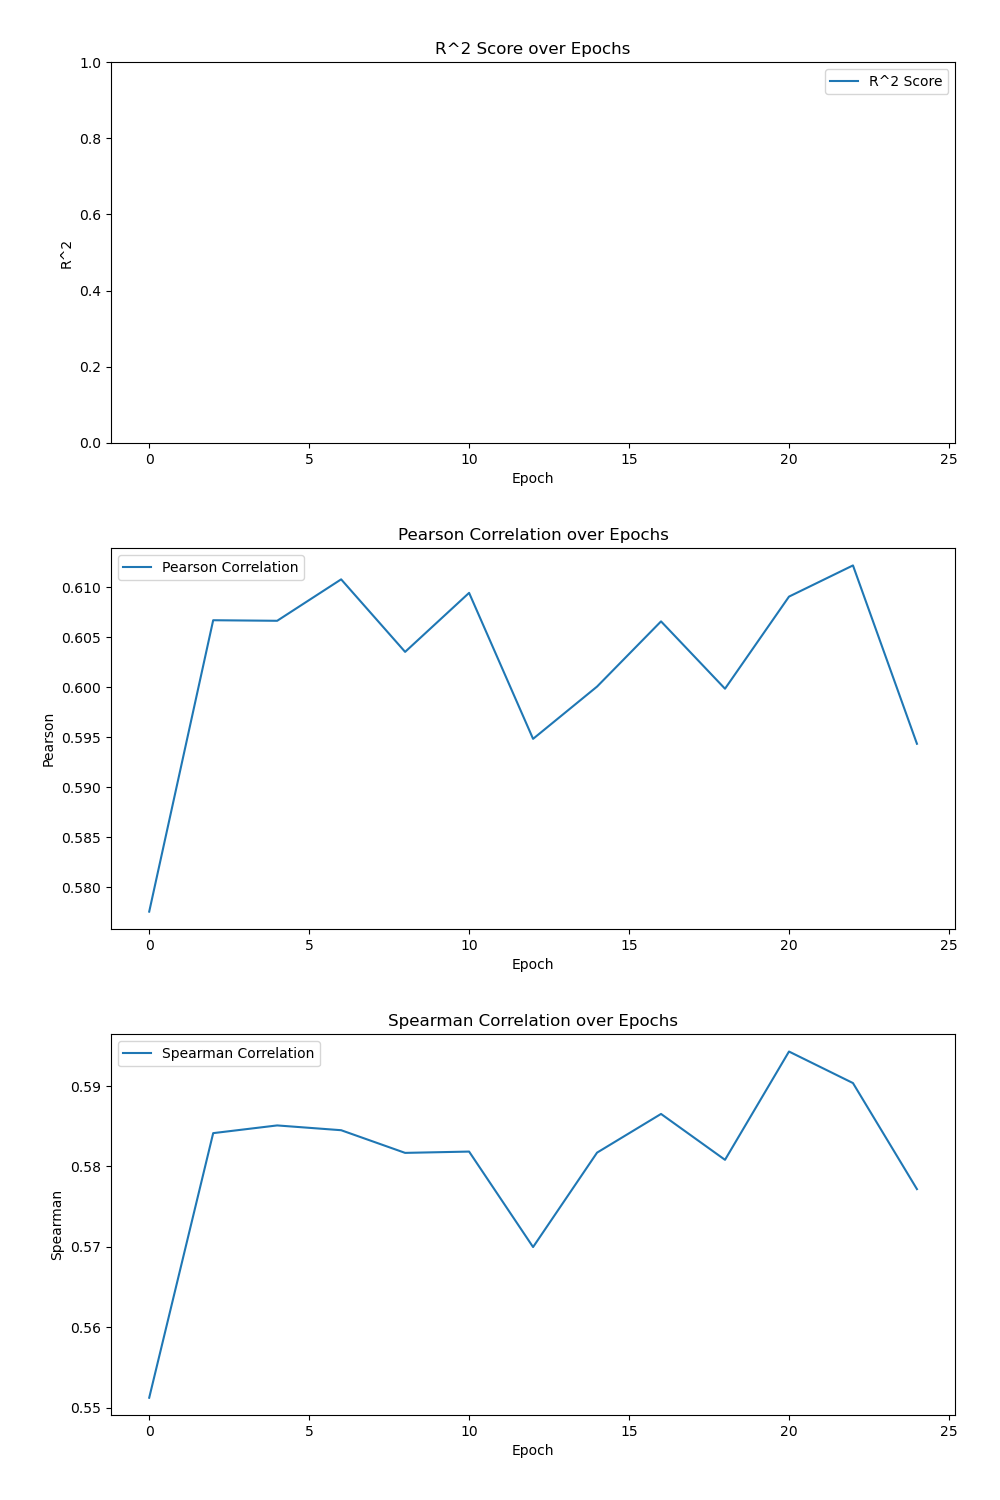 R^2 Score over Epochs
R^2 Score
1.0
0.8
0.6
0.4
0.2
0.0
R^2
0 5 10 15 20 25
Epoch
Pearson Correlation over Epochs
Pearson Correlation
0.610
0.605
0.600
0.595
0.590
0.585
0.580
Pearson
0 5 10 15 20 25
Epoch
Spearman Correlation over Epochs
Spearman Correlation
0.59
0.58
0.57
0.56
0.55
Spearman
0 5 10 15 20 25
Epoch